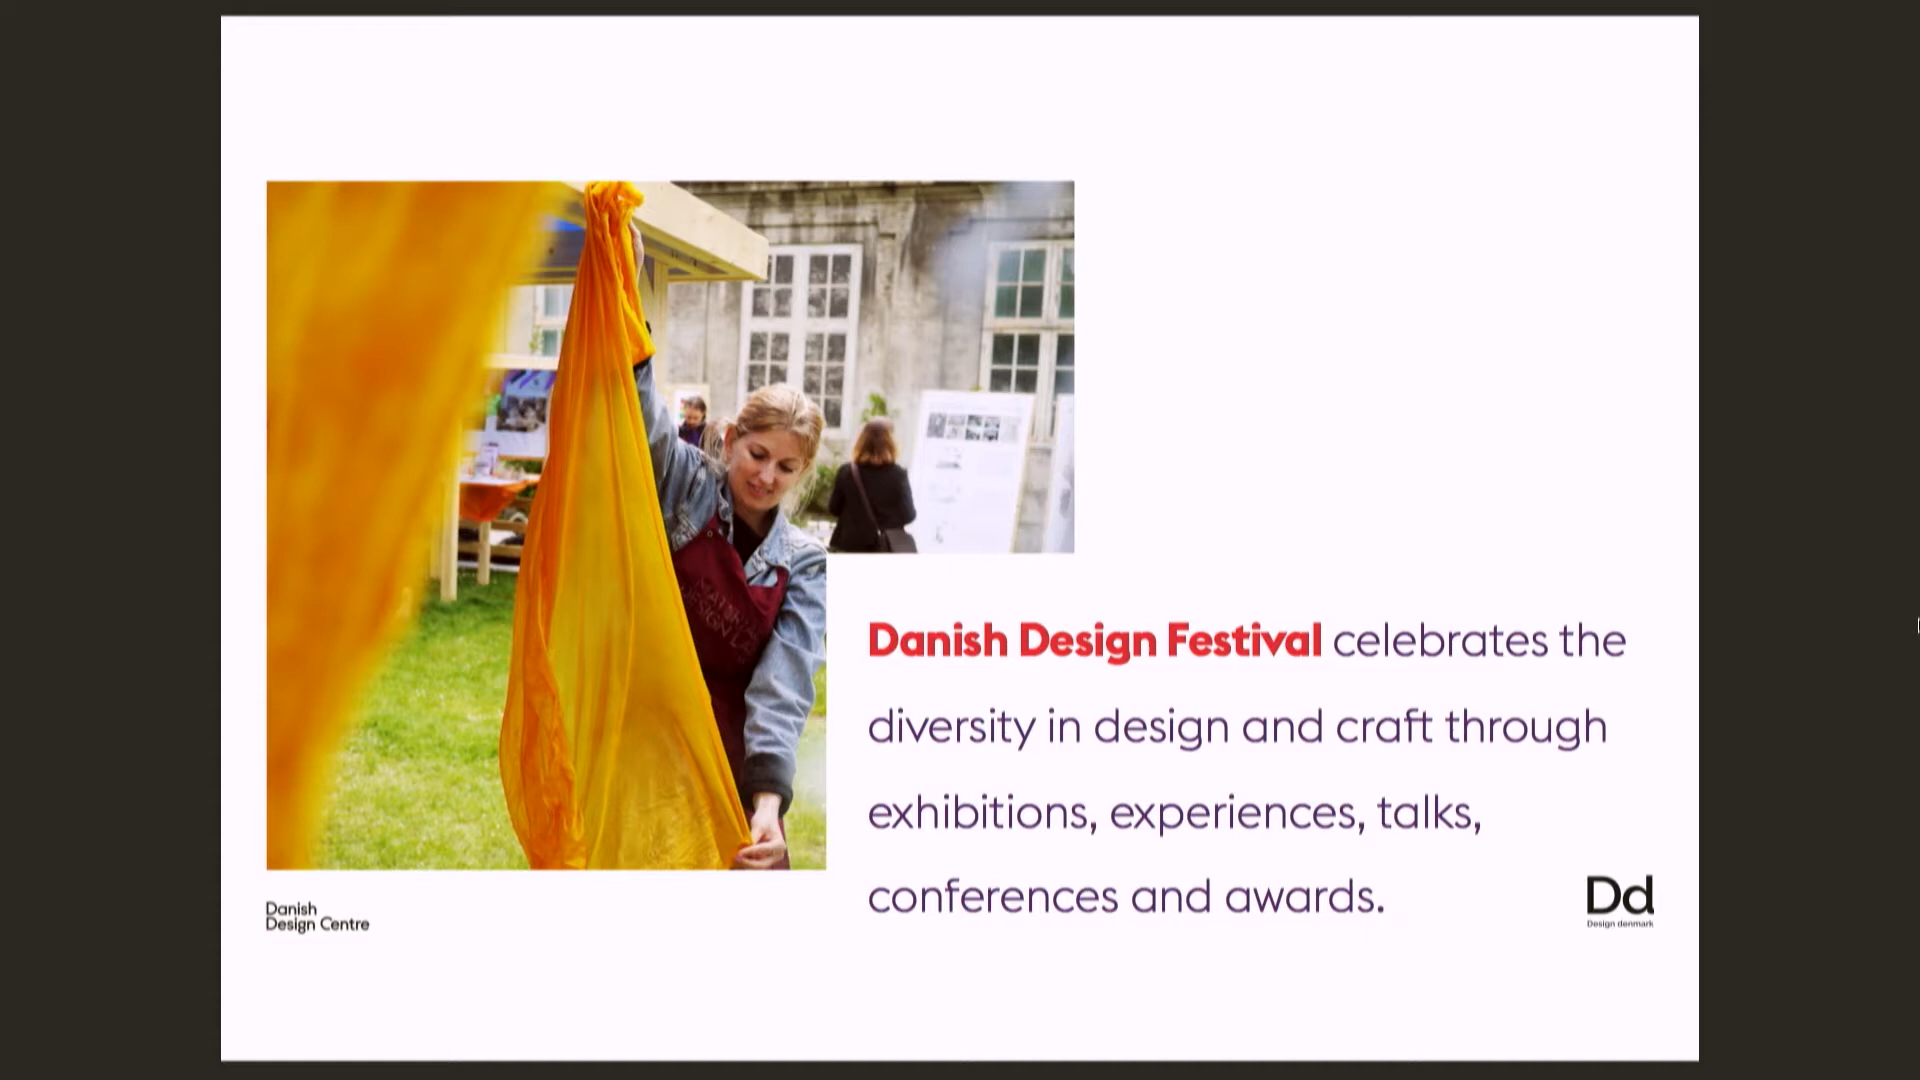 Danish Design Festival celebrates the
diversity in design and craft through
exhibitions, experiences, talks,
conferences and awards.
Danish
Design Centre
Dd
Design denmark